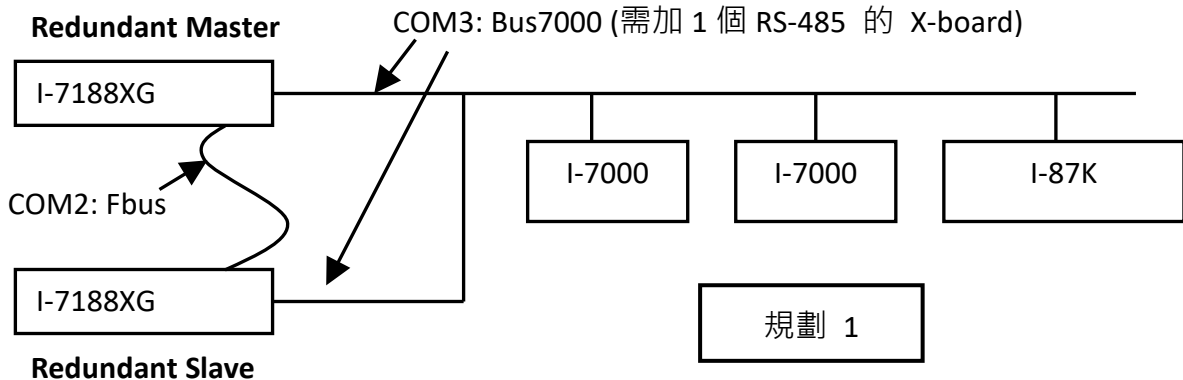 Redundant Master
COM3: Bus7000 (需加 1 個 RS-485 的 X-board)
I-7188XG
I-7000
I-7000
I-87K
COM2: Fbus
I-7188XG
規劃 1
Redundant Slave